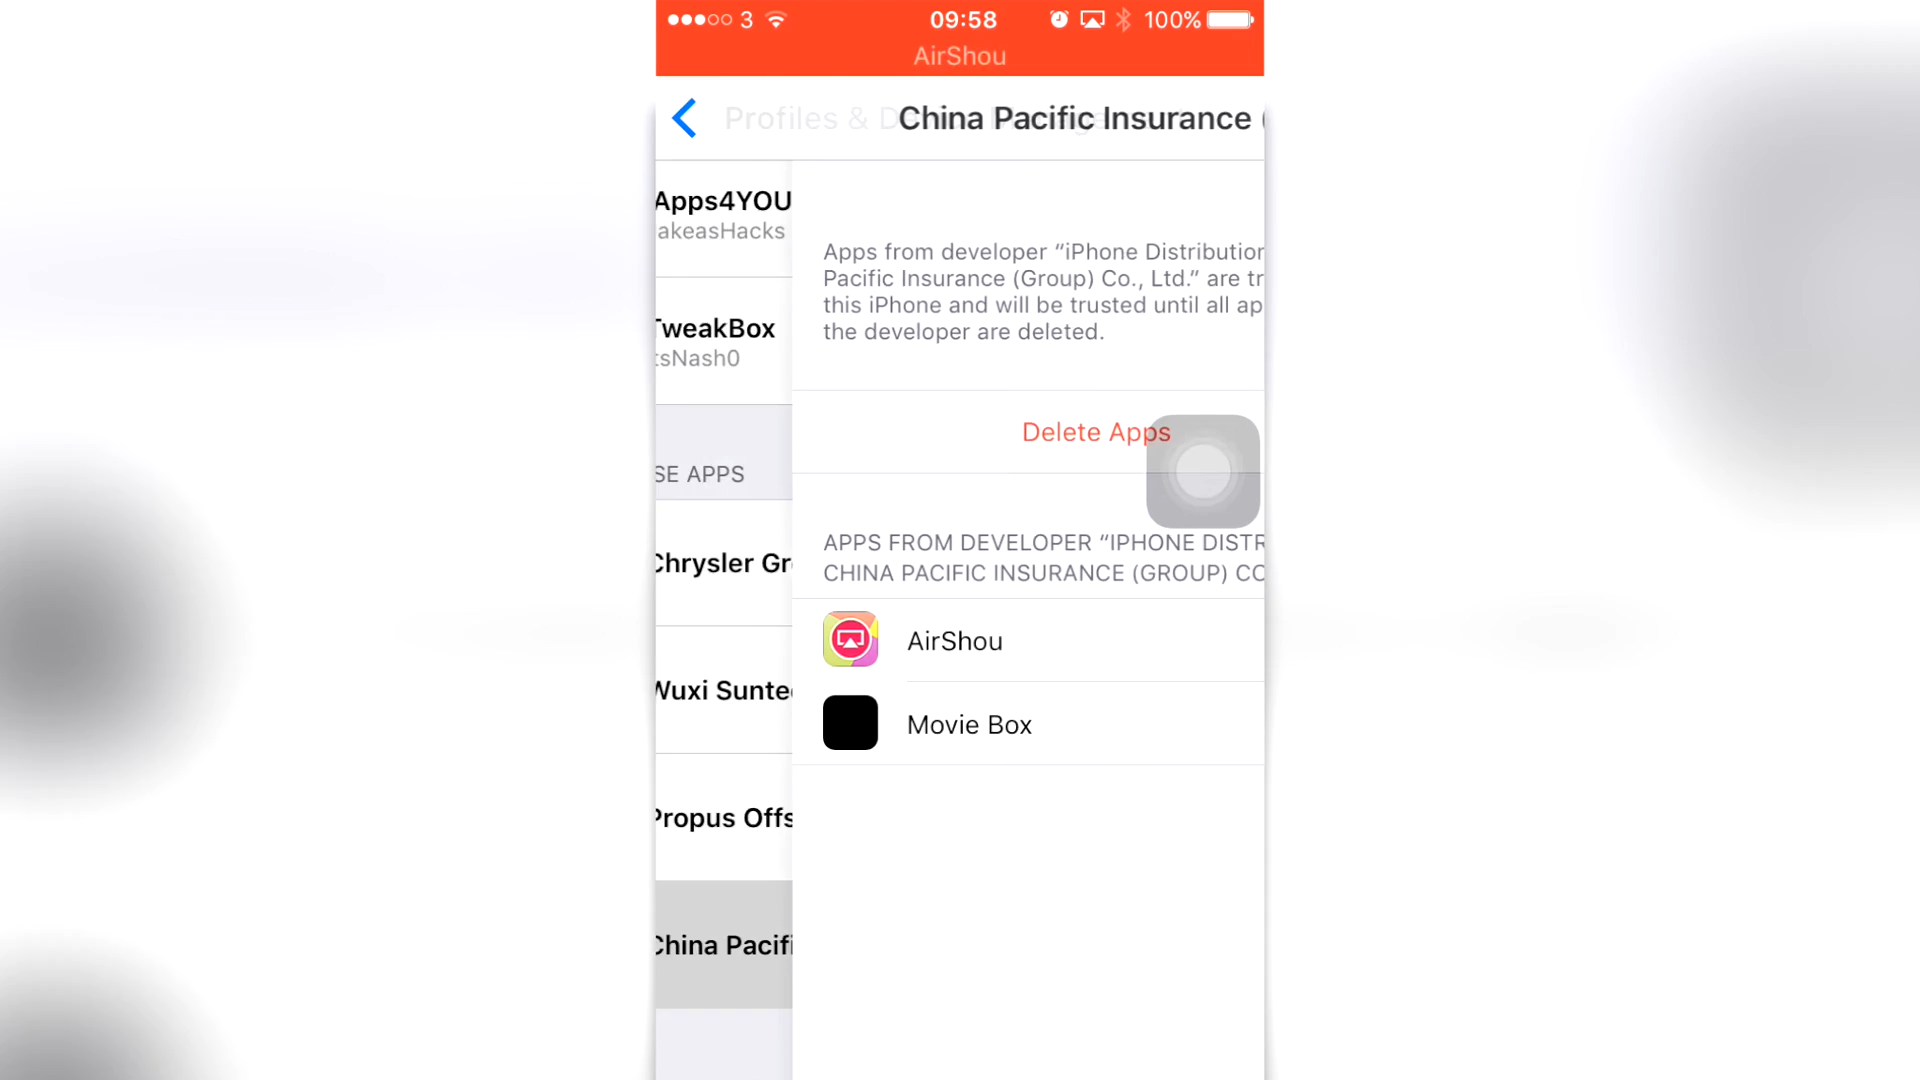 3 09:58 100%
AirShou
Profiles & D China Pacific Insurance (
Apps4YOU
akeasHacks
TweakBox
tsNash0
SE APPS
Chrysler Gr
Wuxi Sunte
Propus Offs
China Pacifi
Apps from developer “iPhone Distribution
Pacific Insurance (Group) Co., Ltd.” are tr
this iPhone and will be trusted until all ap
the developer are deleted.
Delete Apps
APPS FROM DEVELOPER “IPHONE DISTR
CHINA PACIFIC INSURANCE (GROUP) CO
AirShou
Movie Box